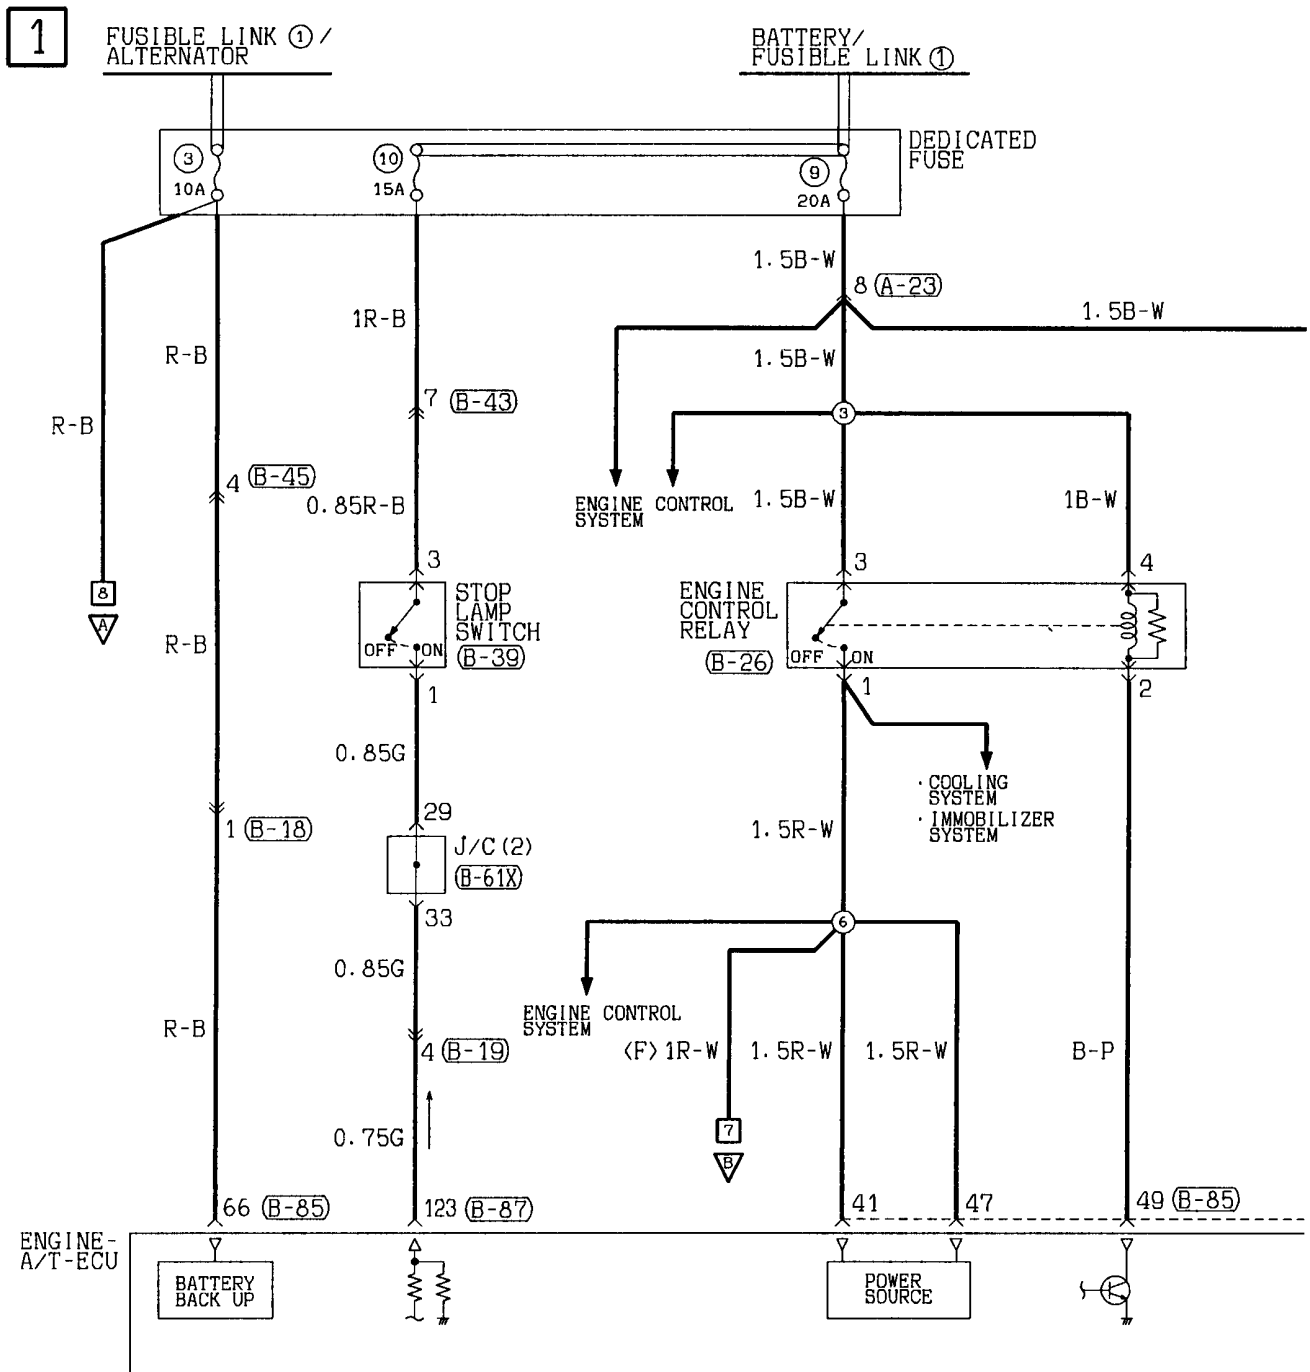 1
FUSIBLE LINK ① /
ALTERNATOR
BATTERY/
FUSIBLE LINK ①
DEDICATED
FUSE
3
10A
10
15A
9
20A
1.5B-W
8 (A-23)
1.5B-W
1R-B
R-B
1.5B-W
7 (B-43)
3
R-B
4 (B-45)
0.85R-B
ENGINE CONTROL
SYSTEM
1.5B-W
1B-W
3
3
4
8
A
STOP
LAMP
SWITCH
(B-39)
OFF
ON
ENGINE
CONTROL
RELAY
(B-26)
OFF
ON
R-B
1
1
2
0.85G
· COOLING
SYSTEM
· IMMOBILIZER
SYSTEM
29
1 (B-18)
J/C(2)
(B-61X)
1.5R-W
33
6
0.85G
ENGINE CONTROL
SYSTEM
R-B
4 (B-19)
<F>1R-W
1.5R-W
1.5R-W
B-P
0.75G
7
B
66 (B-85)
123 (B-87)
41
47
49 (B-85)
ENGINE-
A/T-ECU
BATTERY
BACK UP
POWER
SOURCE